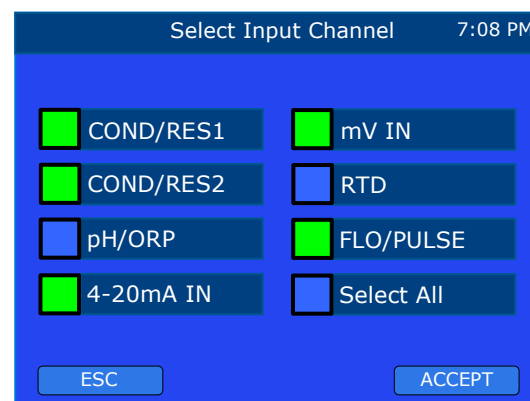 Select Input Channel 7:08 PM
COND/RES1 mV IN
COND/RES2 RTD
pH/ORP FLO/PULSE
4-20mA IN Select All
ESC ACCEPT